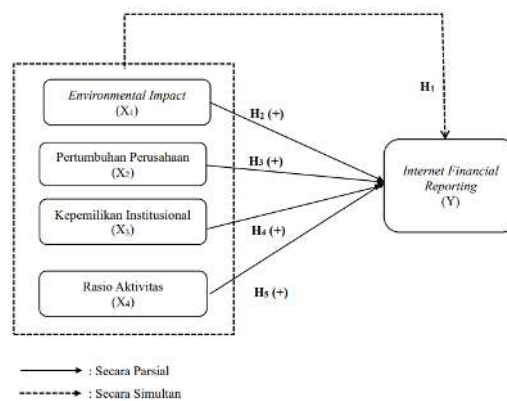 H₁
Environmental Impact
(X₁)
H₂ (+)
Pertumbuhan Perusahaan
(X₂)
H₃ (+)
Internet Financial
Reporting
(Y)
Kepemilikan Institusional
(X₃)
H₄ (+)
Rasio Aktivitas
(X₄)
H₅ (+)
: Secara Parsial
: Secara Simultan